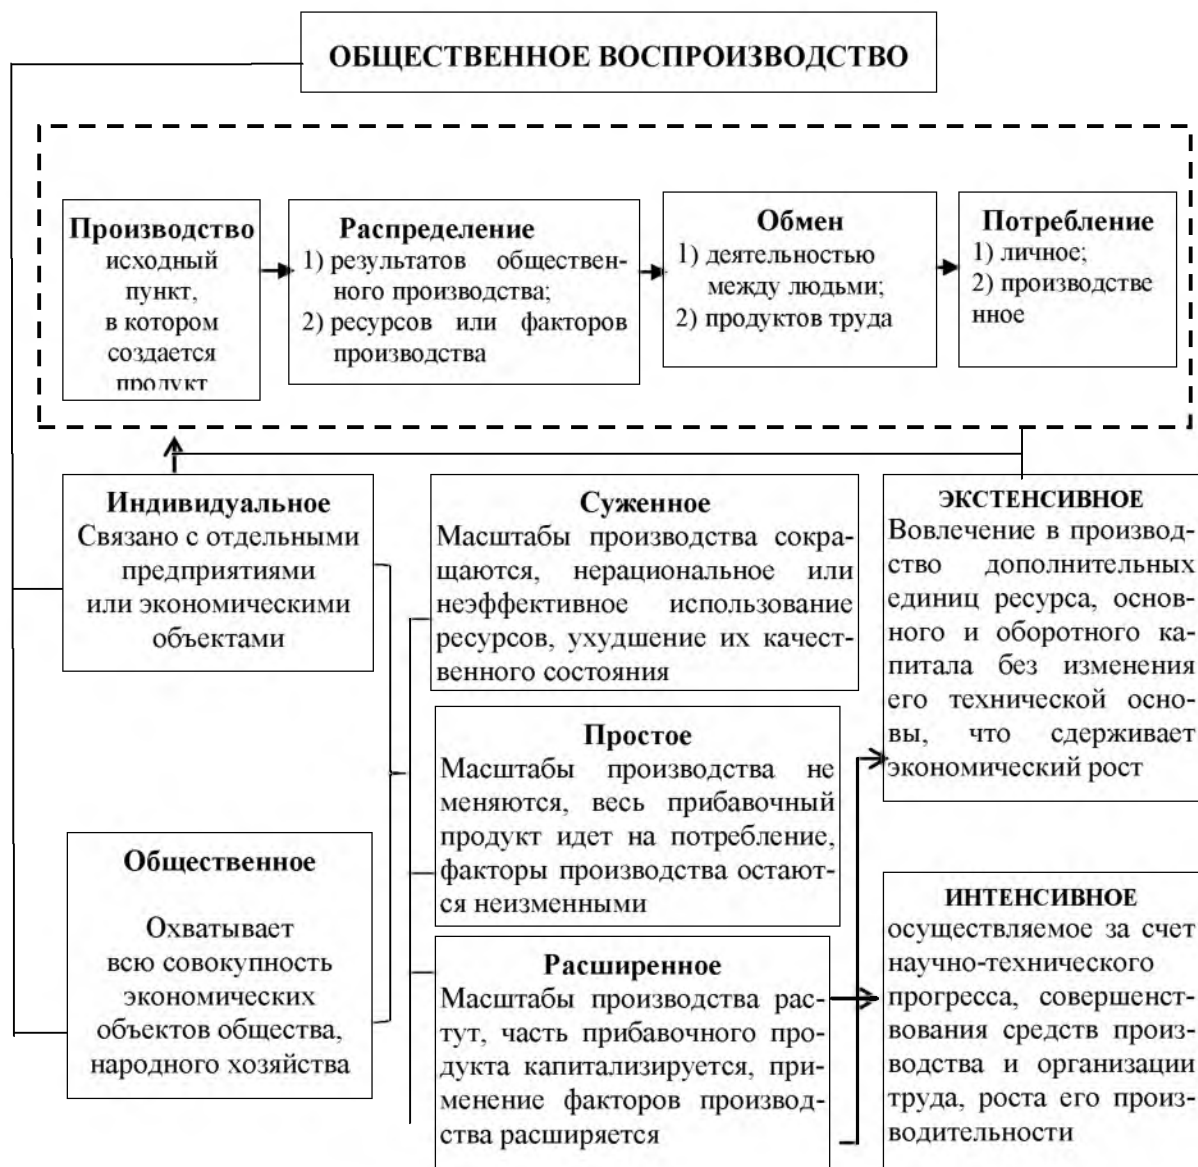 ОБЩЕСТВЕННОЕ ВОСПРОИЗВОДСТВО
Производство
исходный
пункт,
в котором
создается
продукт
Распределение
1) результатов обществен-
ного производства;
2) ресурсов или факторов
производства
Обмен
1) деятельностью
между людьми;
2) продуктов труда
Потребление
1) личное;
2) производстве
нное
Индивидуальное
Связано с отдельными
предприятиями
или экономическими
объектами
Общественное
Охватывает
всю совокупность
экономических
объектов общества,
народного хозяйства
Суженное
Масштабы производства сокра-
щаются, нерациональное или
неэффективное использование
ресурсов, ухудшение их качест-
венного состояния
Простое
Масштабы производства не
меняются, весь прибавочный
продукт идет на потребление,
факторы производства остают-
ся неизменными
Расширенное
Масштабы производства рас-
тут, часть прибавочного про-
дукта капитализируется, при-
менение факторов производ-
ства расширяется
ЭКСТЕНСИВНОЕ
Вовлечение в производ-
ство дополнительных
единиц ресурса, основ-
ного и оборотного ка-
питала без изменения
его технической осно-
вы, что сдерживает
экономический рост
ИНТЕНСИВНОЕ
осуществляемое за счет
научно-технического
прогресса, совершенст-
вования средств произ-
водства и организации
труда, роста его произ-
водительности